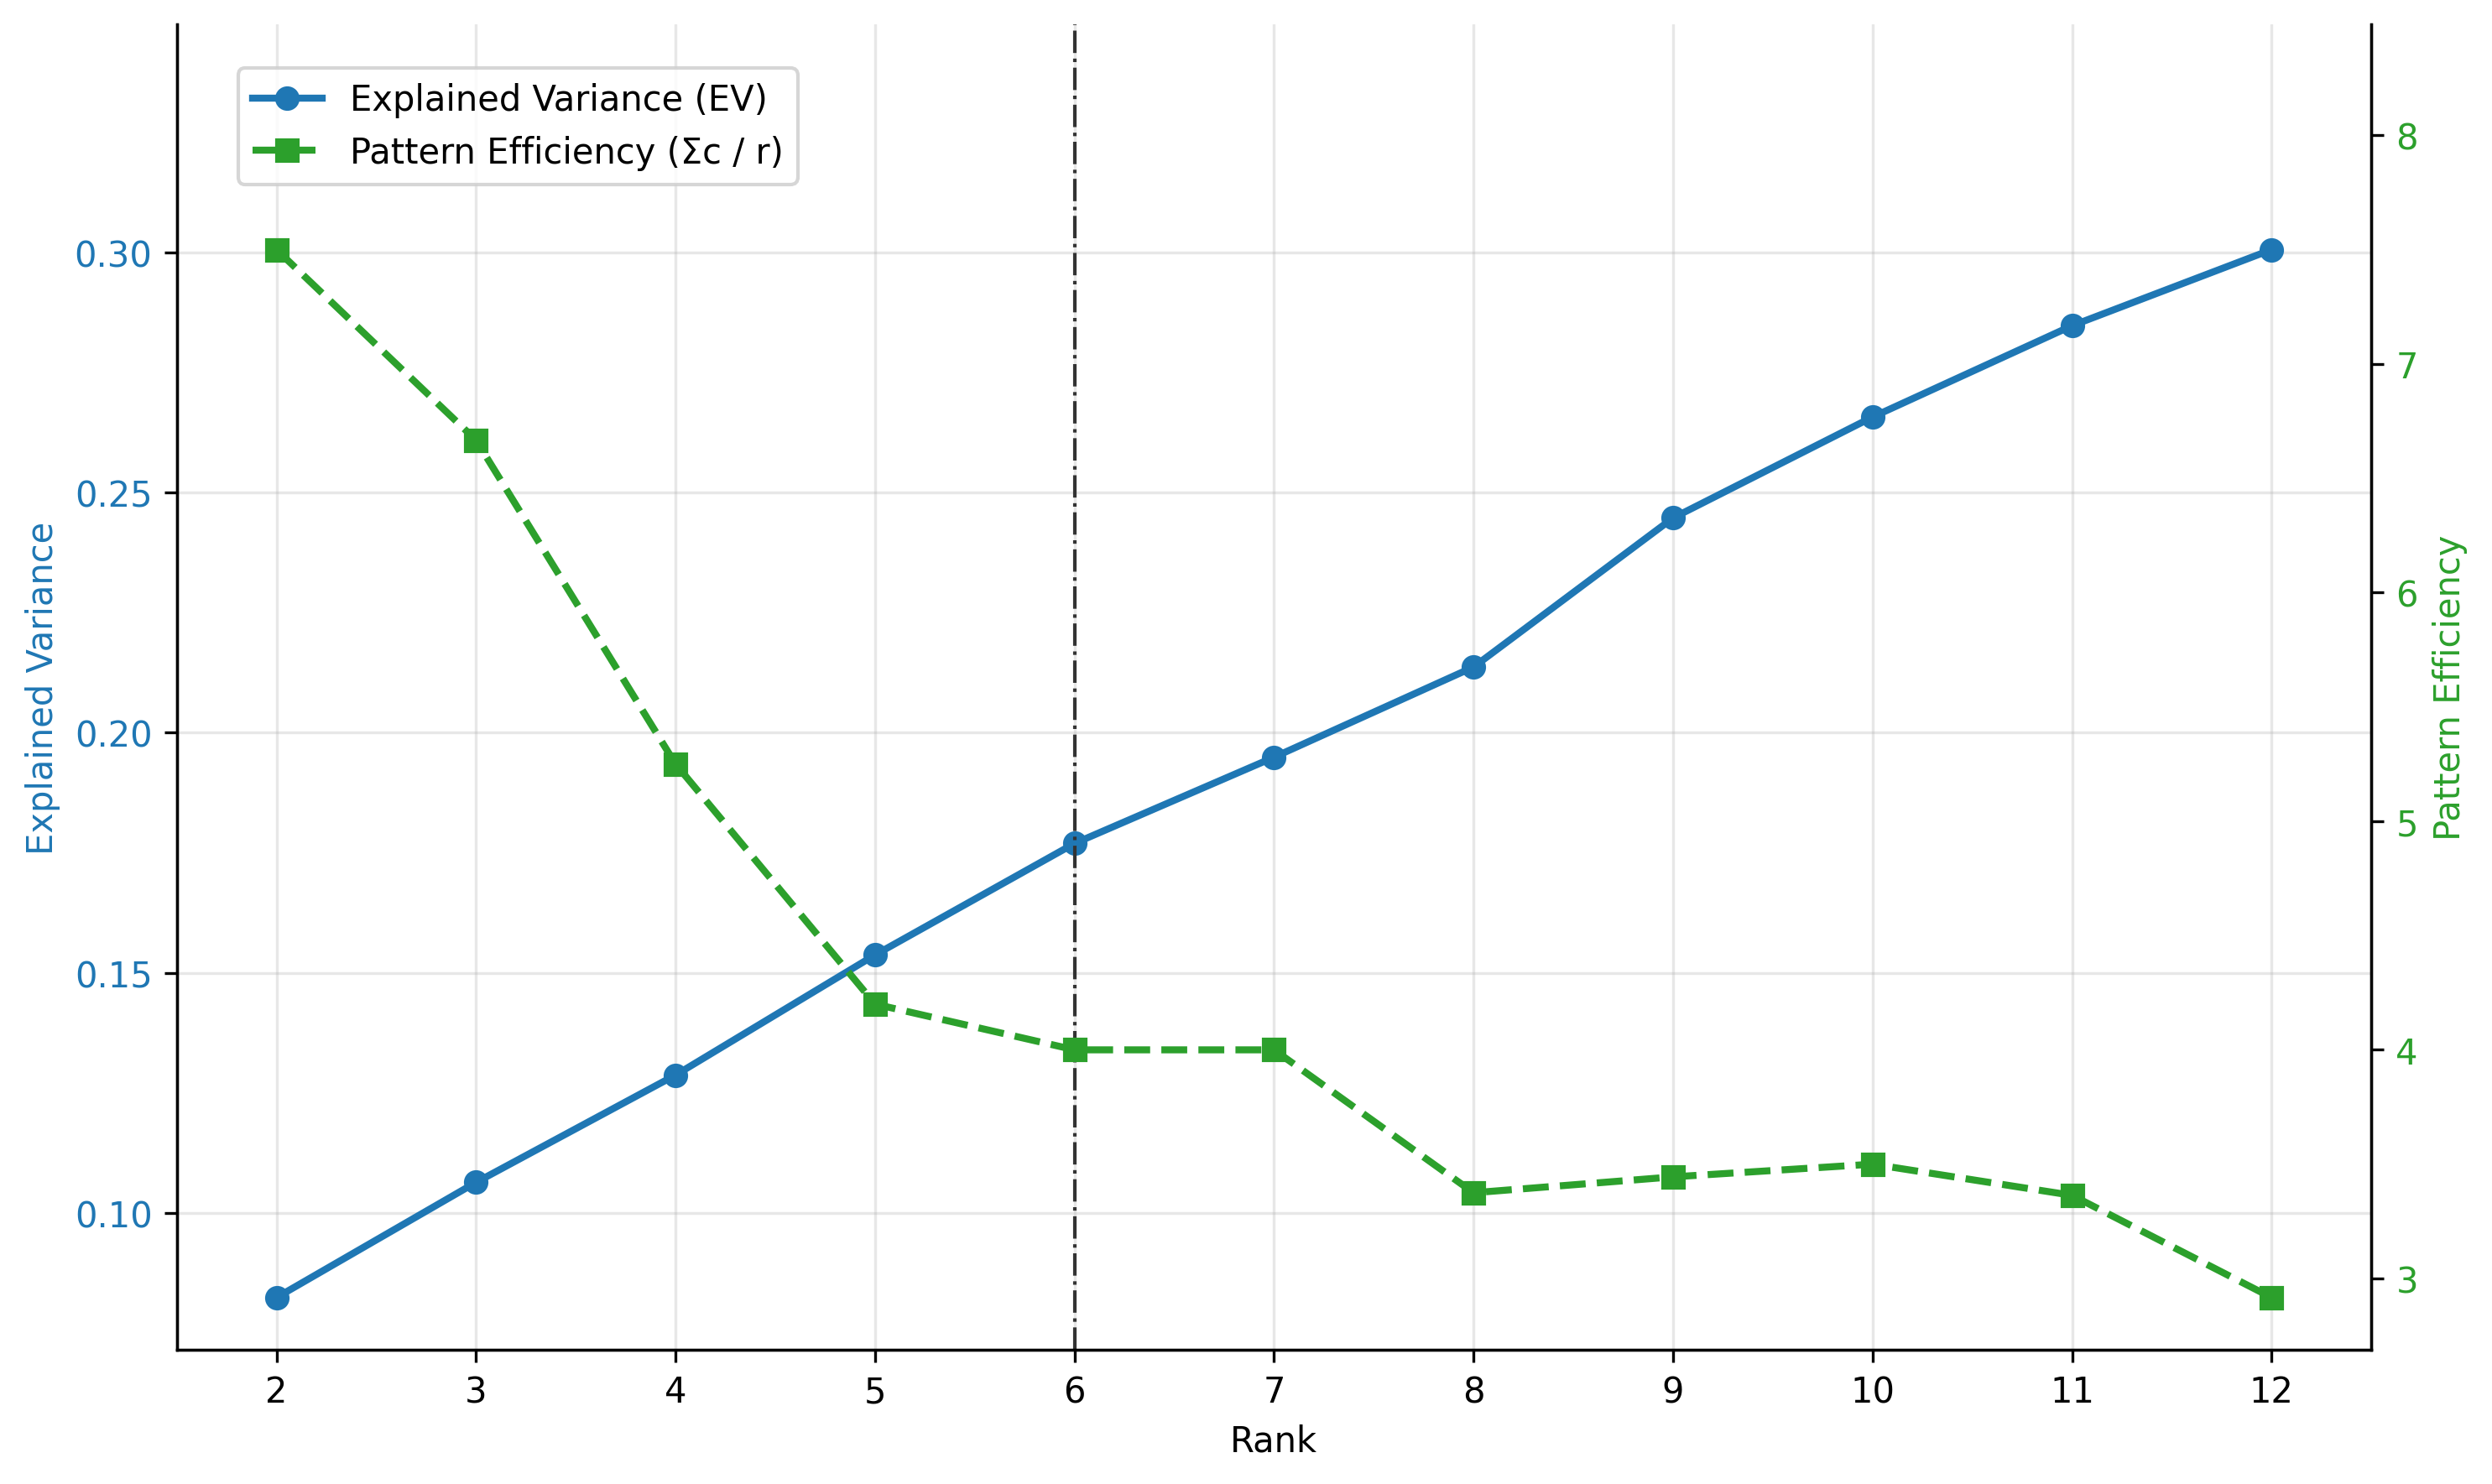 Explained Variance (EV)
Pattern Efficiency (Σc / r)
0.30
0.25
0.20
0.15
0.10
Explained Variance
8
7
6
5
4
3
Pattern Efficiency
2 3 4 5 6 7 8 9 10 11 12
Rank